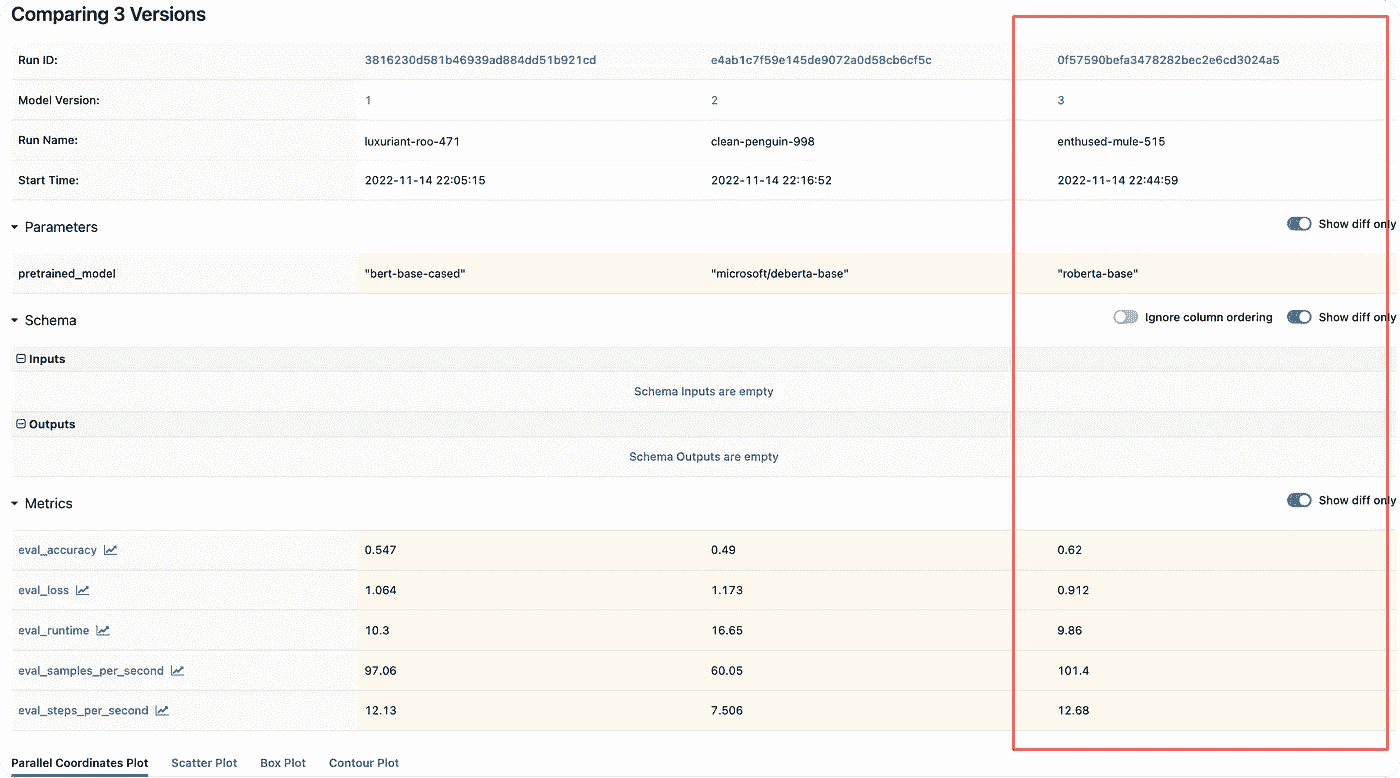 Comparing 3 Versions
Run ID: 3816230d581b46939ad884dd51b921cd e4ab1c7f59e145de9072a0d58cb6cf5c 0f57590befa3478282bec2e6cd3024a5
Model Version: 1 2 3
Run Name: luxuriant-roo-471 clean-penguin-998 enthused-mule-515
Start Time: 2022-11-14 22:05:15 2022-11-14 22:16:52 2022-11-14 22:44:59
Parameters Show diff only
pretrained_model "bert-base-cased" "microsoft/deberta-base" "roberta-base"
Schema Ignore column ordering Show diff only
Inputs
Schema Inputs are empty
Outputs
Schema Outputs are empty
Metrics Show diff only
eval_accuracy 0.547 0.49 0.62
eval_loss 1.064 1.173 0.912
eval_runtime 10.3 16.65 9.86
eval_samples_per_second 97.06 60.05 101.4
eval_steps_per_second 12.13 7.506 12.68
Parallel Coordinates Plot Scatter Plot Box Plot Contour Plot